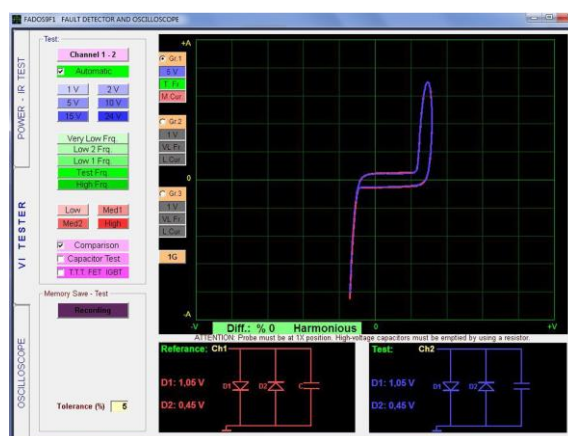 FADOS9F1 FAULT DETECTOR AND OSCILLOSCOPE
POWER - IR TEST
VI TESTER
OSCILLOSCOPE
Test:
Channel 1 - 2
Automatic
1 V 2 V
5 V 10 V
15 V 24 V
Very Low Frq.
Low 2 Frq.
Low 1 Frq.
Test Frq.
High Frq.
Low Med1
Med2 High
Comparison
Capacitor Test
T.T.T. FET IGBT
Memory Save - Test
Recording
Tolerance (%) 5
+A
Gr.1
5 V
T. Fr.
M.Cur.
Gr.2
1 V
VL Fr.
L Cur.
0
Gr.3
1 V
VL Fr.
L Cur.
1G
-A
-V 0 +V
Diff.: % 0 Harmonious
ATTENTION: Probe must be at 1X position. High-voltage capacitors must be emptied by using a resistor.
Referance: Ch1
D1: 1,05 V
D2: 0,45 V
D1 D2 C
Test: Ch2
D1: 1,05 V
D2: 0,45 V
D1 D2